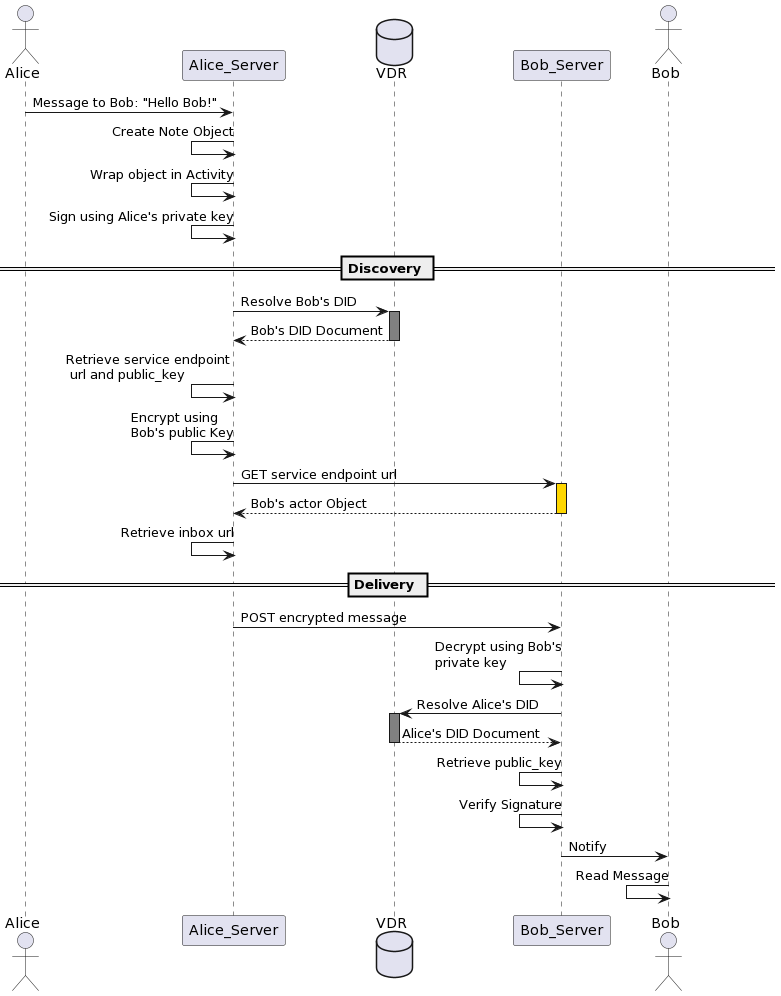 Alice
Alice_Server
VDR
Bob_Server
Bob
Message to Bob: "Hello Bob!"
Create Note Object
Wrap object in Activity
Sign using Alice's private key
Discovery
Resolve Bob's DID
Bob's DID Document
Retrieve service endpoint
url and public_key
Encrypt using
Bob's public Key
GET service endpoint url
Bob's actor Object
Retrieve inbox url
Delivery
POST encrypted message
Decrypt using Bob's
private key
Resolve Alice's DID
Alice's DID Document
Retrieve public_key
Verify Signature
Notify
Read Message
Alice
Alice_Server
VDR
Bob_Server
Bob